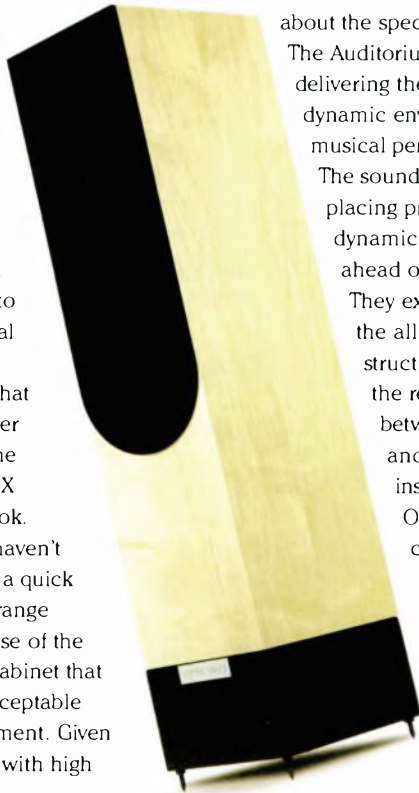 about the spec
The Auditoriu
delivering the
dynamic env
musical per
The sound
placing pr
dynamic
ahead o
They ex
the all
struct
the re
betw
and
ins
O
c
to
al
hat
er
ne
X
ok.
haven't
a quick
range
se of the
abinet that
ceptable
ment. Given
with high